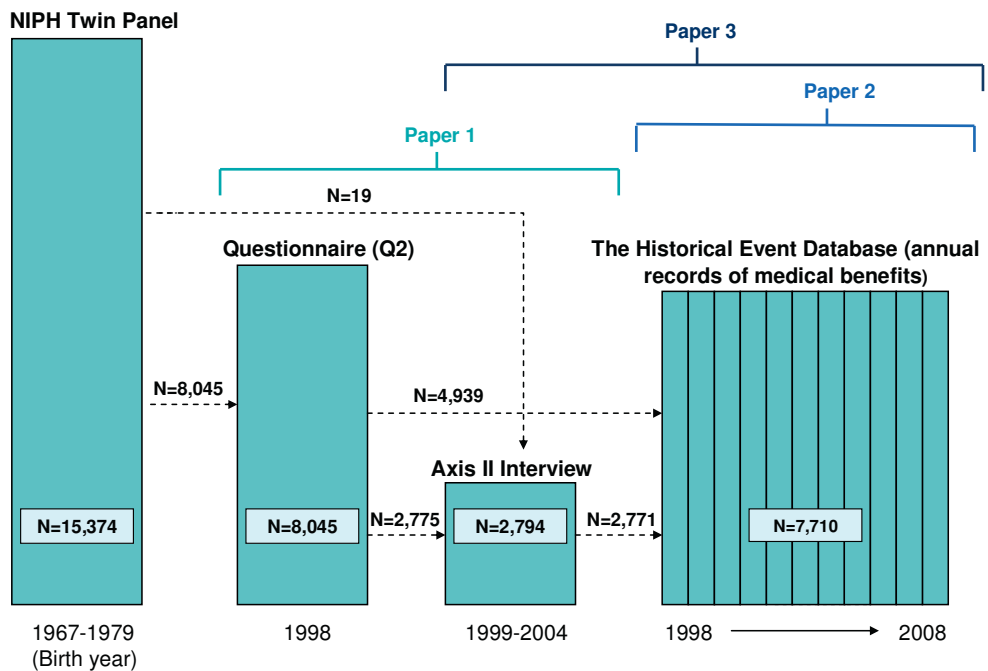 NIPH Twin Panel
Paper 3
Paper 2
Paper 1
N=19
Questionnaire (Q2)
The Historical Event Database (annual
records of medical benefits)
N=8,045
N=4,939
Axis II Interview
N=15,374
N=8,045
N=2,775
N=2,794
N=2,771
N=7,710
1967-1979
(Birth year)
1998
1999-2004
1998
2008